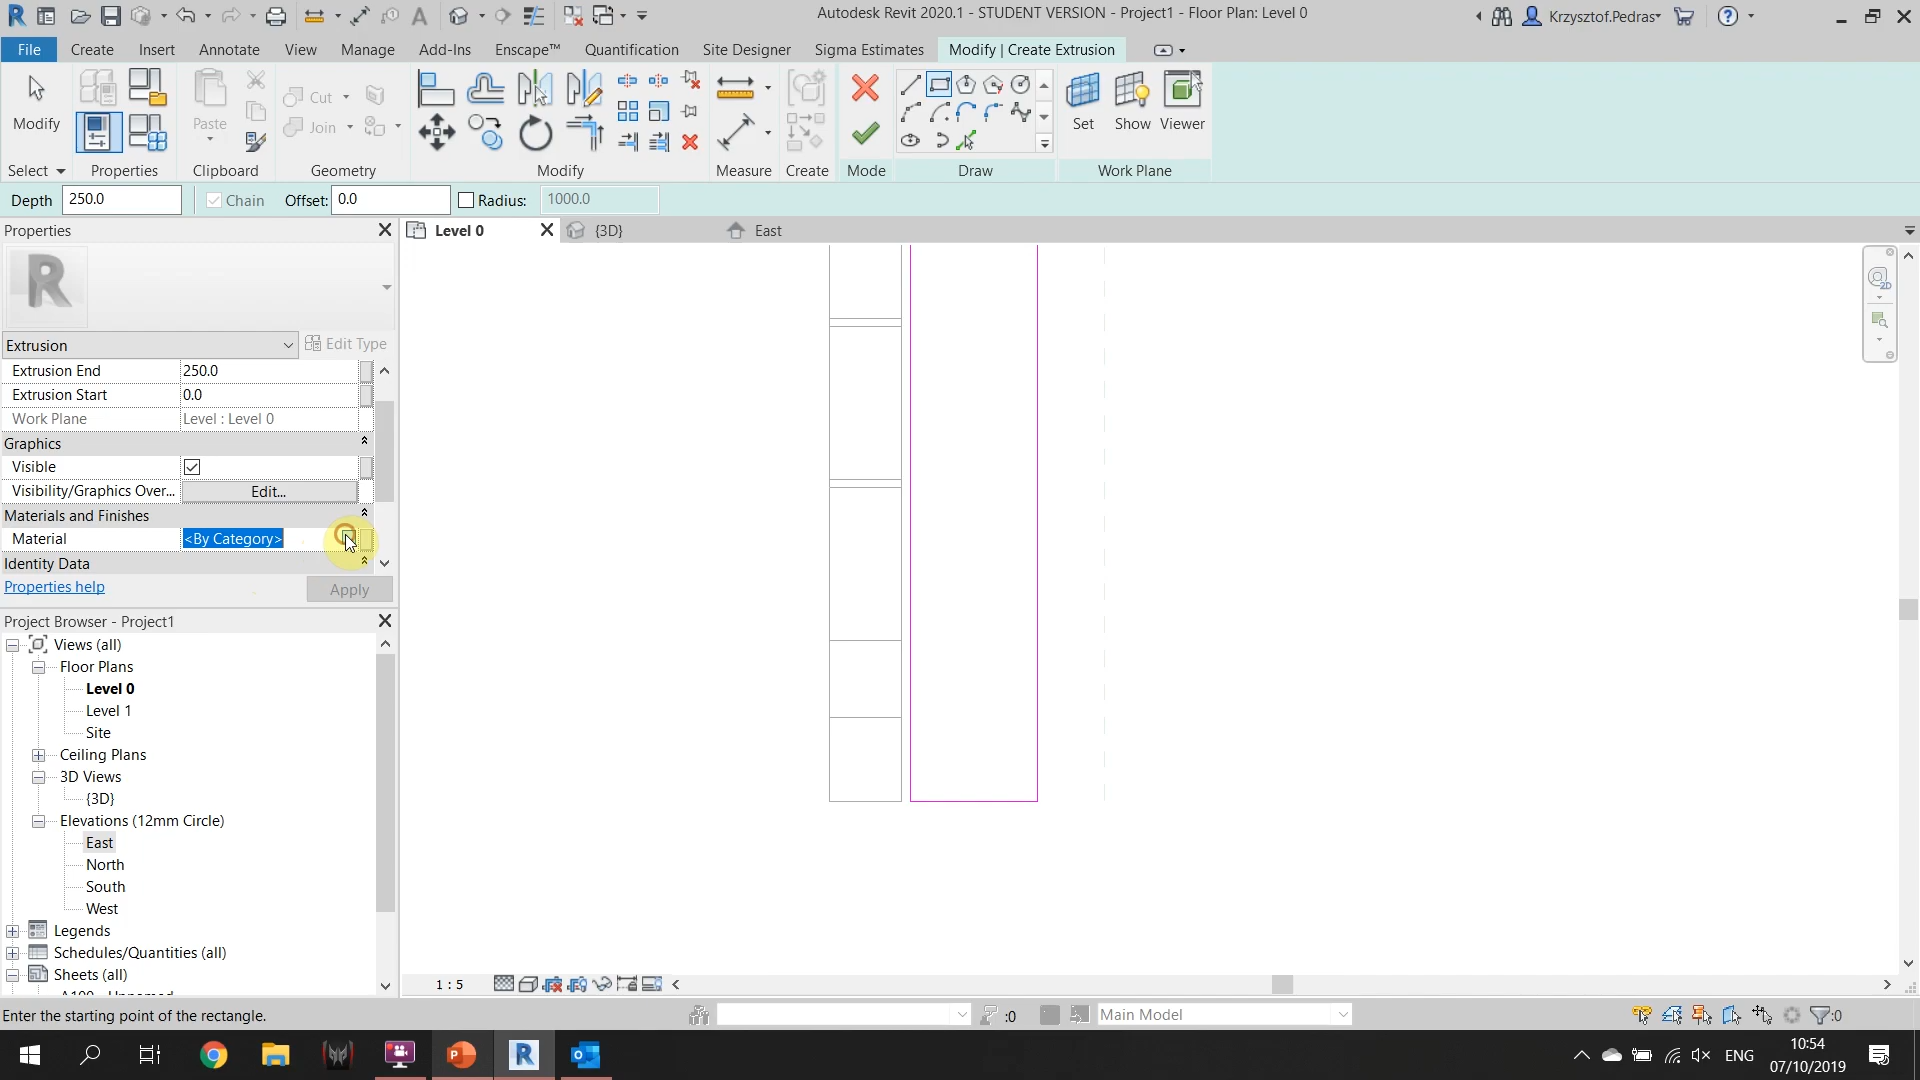 Autodesk Revit 2020.1 - STUDENT VERSION - Project1 - Floor Plan: Level 0
Krzysztof.Pedras
File
Create
Insert
Annotate
View
Manage
Add-Ins
Enscape™
Quantification
Site Designer
Sigma Estimates
Modify | Create Extrusion
Modify
Paste
Cut
Join
Set
Show
Viewer
Select
Properties
Clipboard
Geometry
Modify
Measure
Create
Mode
Draw
Work Plane
Depth
250.0
Chain
Offset:
0.0
Radius:
1000.0
Properties
Level 0
{3D}
East
2D
R
Extrusion
Edit Type
Extrusion End
250.0
Extrusion Start
0.0
Work Plane
Level : Level 0
Graphics
Visible
Visibility/Graphics Over...
Edit...
Materials and Finishes
Material
<By Category>
Identity Data
Properties help
Apply
Project Browser - Project1
Views (all)
Floor Plans
Level 0
Level 1
Site
Ceiling Plans
3D Views
{3D}
Elevations (12mm Circle)
East
North
South
West
Legends
Schedules/Quantities (all)
Sheets (all)
1 : 5
Enter the starting point of the rectangle.
:0
Main Model
:0
ENG
10:54
07/10/2019